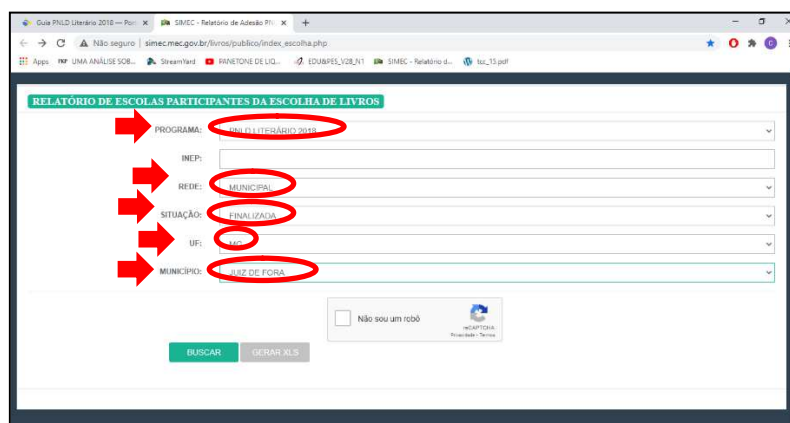 Guia PNLD Literário 2018 — Por
SIMEC - Relatório de Adesão PN
Não seguro | simec.mec.gov.br/livros/publico/index_escolha.php
Apps UMA ANÁLISE SOB... StreamYard PANETONE DE LIQ... EDU&PES_V28_N1 SIMEC - Relatório d... tcc_15.pdf
RELATÓRIO DE ESCOLAS PARTICIPANTES DA ESCOLHA DE LIVROS
PROGRAMA: PNLD LITERÁRIO 2018
INEP:
REDE: MUNICIPAL
SITUAÇÃO: FINALIZADA
UF: MG
MUNICÍPIO: JUIZ DE FORA
Não sou um robô
reCAPTCHA
Privacidade - Termos
BUSCAR GERAR XLS